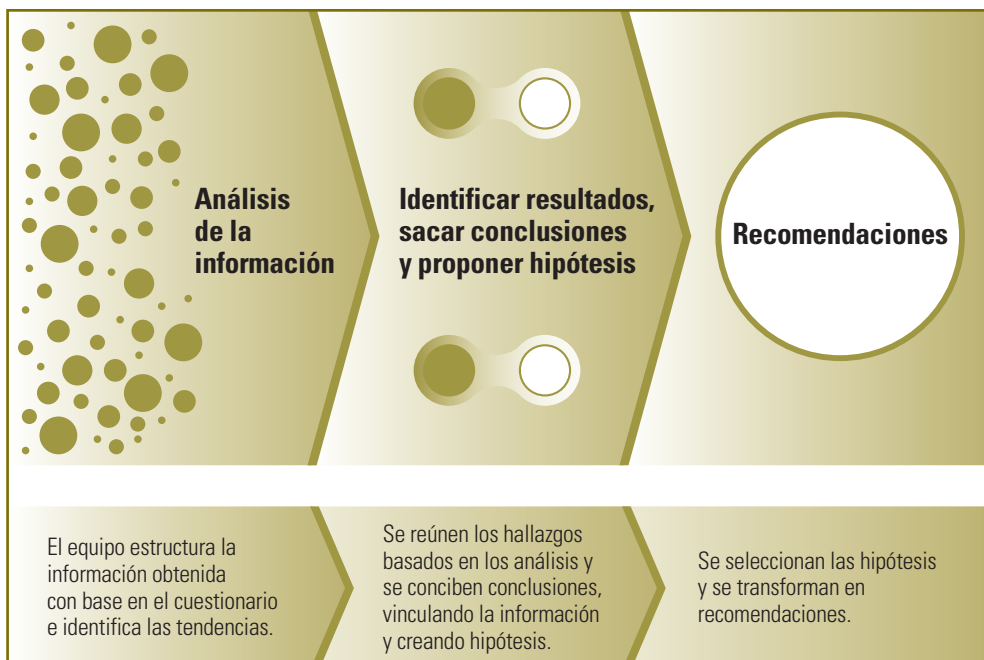 Análisis
de la
información
Identificar resultados,
sacar conclusiones
y proponer hipótesis
Recomendaciones
El equipo estructura la
información obtenida
con base en el cuestionario
e identifica las tendencias.
Se reúnen los hallazgos
basados en los análisis y
se conciben conclusiones,
vinculando la información
y creando hipótesis.
Se seleccionan las hipótesis
y se transforman en
recomendaciones.